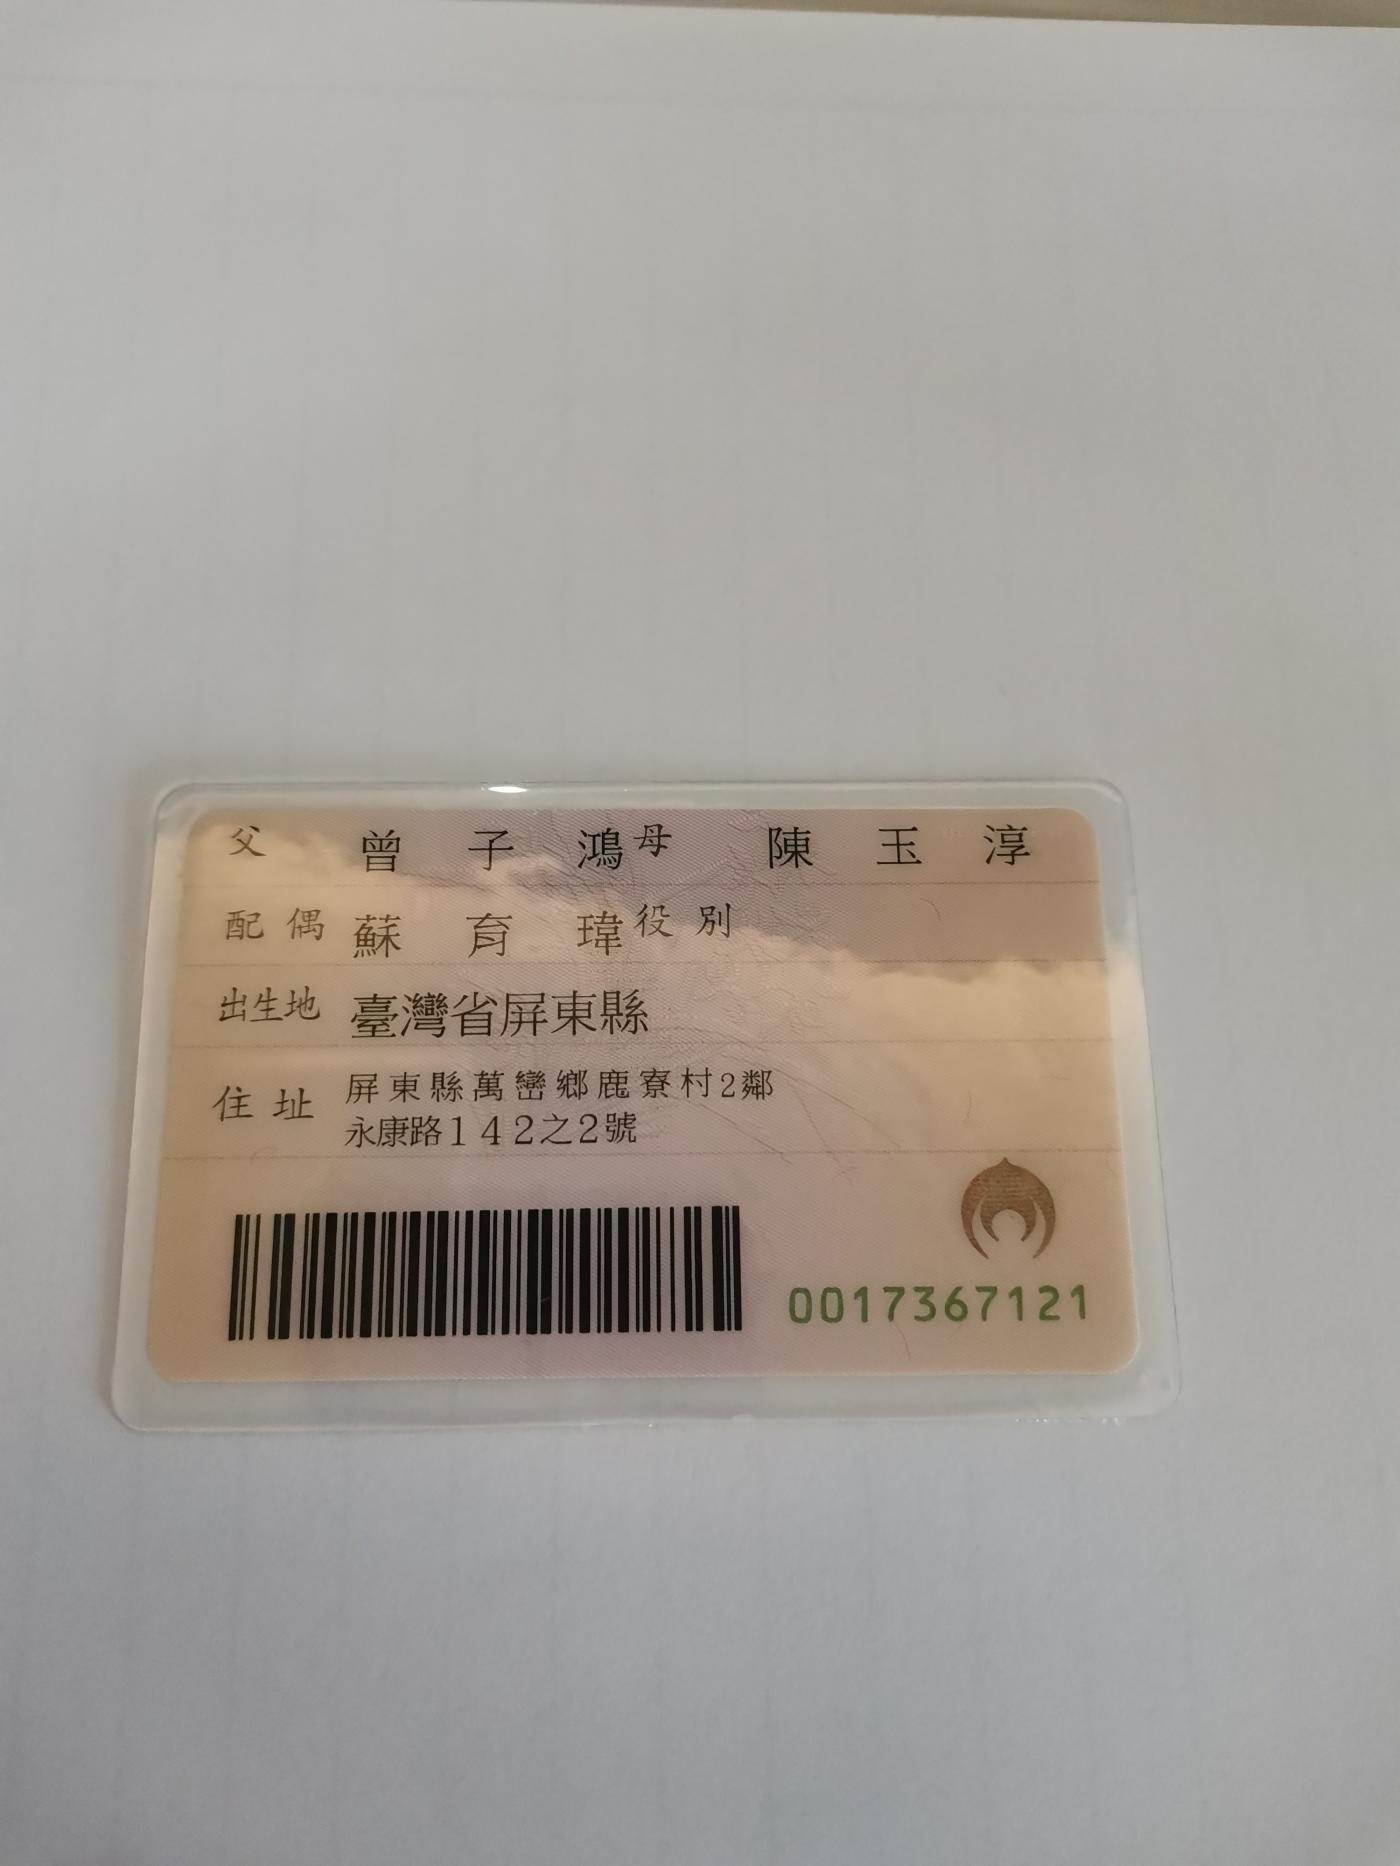 父 曾子鴻 母 陳玉淳
配偶 蘇育瑋 役別
出生地 臺灣省屏東縣
住址 屏東縣萬巒鄉鹿寮村2鄰
永康路142之2號
0017367121